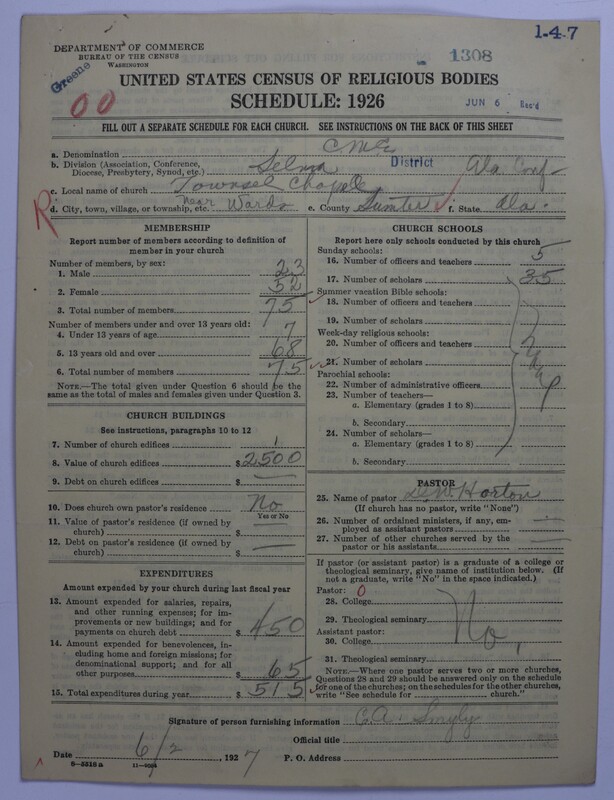 1-4-7
DEPARTMENT OF COMMERCE
BUREAU OF THE CENSUS
WASHINGTON
Greene
1308
00
UNITED STATES CENSUS OF RELIGIOUS BODIES
SCHEDULE: 1926
JUN 6 Rec'd
FILL OUT A SEPARATE SCHEDULE FOR EACH CHURCH. SEE INSTRUCTIONS ON THE BACK OF THIS SHEET
a. Denomination CME
b. Division (Association, Conference, Diocese, Presbytery, Synod, etc.) Selma District Ala. Conf
c. Local name of church Townsel Chapel
R
d. City, town, village, or township, etc. near Wards e. County Sumter f. State Ala.
MEMBERSHIP
Report number of members according to definition of
member in your church
Number of members, by sex:
1. Male 23
2. Female 52
3. Total number of members 75
Number of members under and over 13 years old:
4. Under 13 years of age 7
5. 13 years old and over 68
6. Total number of members 75
NOTE.—The total given under Question 6 should be
same as the total of males and females given under Question 3.
CHURCH BUILDINGS
See instructions, paragraphs 10 to 12
7. Number of church edifices 1
8. Value of church edifices $2500
9. Debt on church edifices $ —
10. Does church own pastor's residence No
Yes or No
11. Value of pastor's residence (if owned by
church) $
12. Debt on pastor's residence (if owned by
church) $ —
EXPENDITURES
Amount expended by your church during last fiscal year
13. Amount expended for salaries, repairs,
and other running expenses; for im-
provements or new buildings; and for
payments on church debt $ 450
14. Amount expended for benevolences,
including home and foreign missions; for
denominational support; and for all
other purposes $ 65
15. Total expenditures during year $ 515
CHURCH SCHOOLS
Report here only schools conducted by this church
Sunday schools:
16. Number of officers and teachers 5
17. Number of scholars 35
Summer vacation Bible schools:
18. Number of officers and teachers
19. Number of scholars
Week-day religious schools:
20. Number of officers and teachers
21. Number of scholars
Parochial schools:
22. Number of administrative officers
23. Number of teachers—
a. Elementary (grades 1 to 8)
b. Secondary
24. Number of scholars—
a. Elementary (grades 1 to 8)
b. Secondary
PASTOR
25. Name of pastor Horton
(If church has no pastor, write "None")
26. Number of ordained ministers, if any, em-
ployed as assistant pastors —
27. Number of other churches served by the
pastor or his assistants —
If pastor (or assistant pastor) is a graduate of a college or
theological seminary, give name of institution below. (If
not a graduate, write "No" in the space indicated.)
Pastor: 0
28. College
29. Theological seminary No
Assistant pastor:
30. College
31. Theological seminary
NOTE.—Where one pastor serves two or more churches,
Questions 28 and 29 should be answered only on the schedule
for one of the churches; on the schedules for the other churches,
write "See schedule for church."
Signature of person furnishing information C.A. Smyly
Official title
Date 6/2, 1927 P. O. Address
8-5318a 11-9084